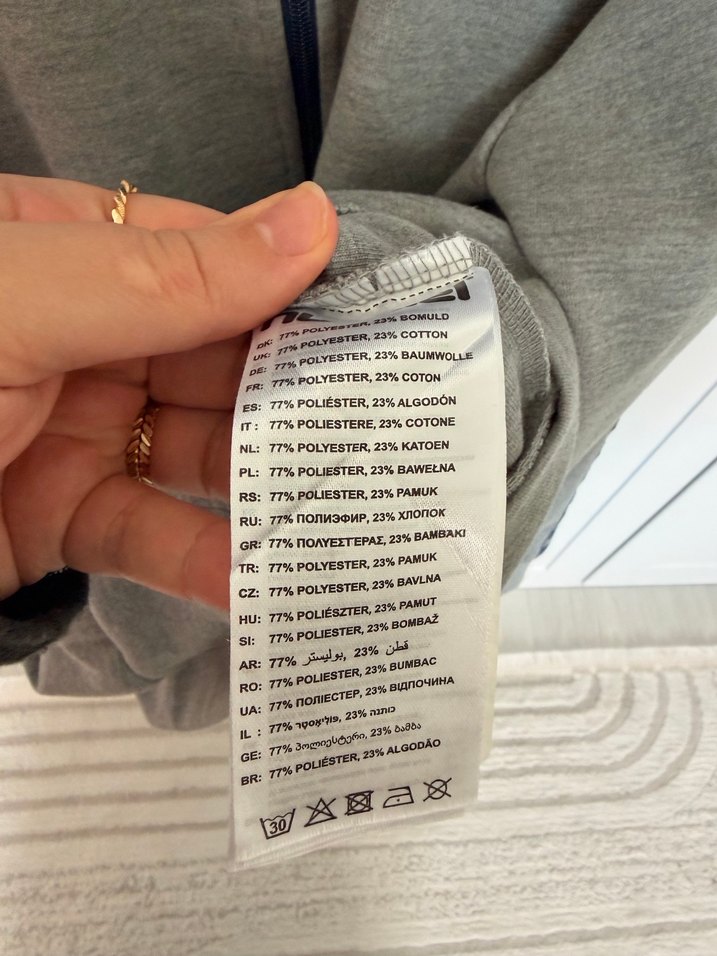 DK: 77% POLYESTER, 23% BOMULD
UK: 77% POLYESTER, 23% COTTON
DE: 77% POLYESTER, 23% BAUMWOLLE
FR: 77% POLYESTER, 23% COTON
ES: 77% POLIÉSTER, 23% ALGODÓN
IT : 77% POLIESTERE, 23% COTONE
NL: 77% POLYESTER, 23% KATOEN
PL: 77% POLIESTER, 23% BAWEŁNA
RS: 77% POLIESTER, 23% PAMUK
RU: 77% ПОЛИЭФИР, 23% ХЛОПОК
GR: 77% ΠΟΛΥΕΣΤΕΡΑΣ, 23% ΒΑΜΒΑΚΙ
TR: 77% POLYESTER, 23% PAMUK
CZ: 77% POLYESTER, 23% BAVLNA
HU: 77% POLIÉSZTER, 23% PAMUT
SI: 77% POLIESTER, 23% BOMBAŽ
AR: 77% بوليستر, 23% قطن
RO: 77% POLIESTER, 23% BUMBAC
UA: 77% ПОЛІЕСТЕР, 23% ВІДПОЧИНА
IL : 77% פוליאסטר, 23% כותנה
GE: 77% პოლიესტერი, 23% ბამბა
BR: 77% POLIÉSTER, 23% ALGODÃO
30